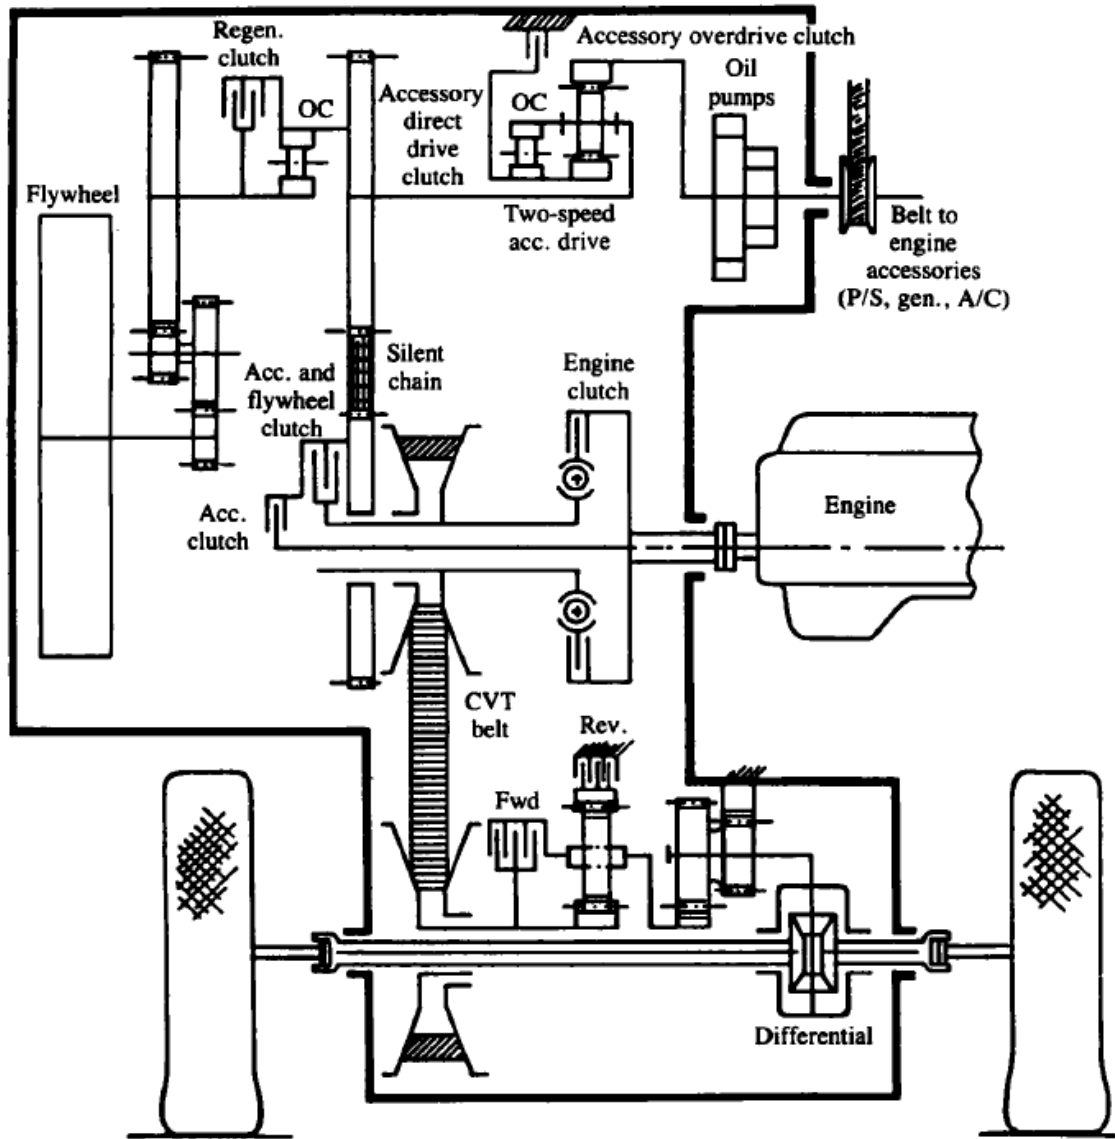 Regen.
clutch
OC
Accessory
direct
drive
clutch
OC
Accessory overdrive clutch
Oil
pumps
Flywheel
Two-speed
acc. drive
Belt to
engine
accessories
(P/S, gen., A/C)
Silent
chain
Acc. and
flywheel
clutch
Engine
clutch
Acc.
clutch
Engine
CVT
belt
Rev.
Fwd
Differential